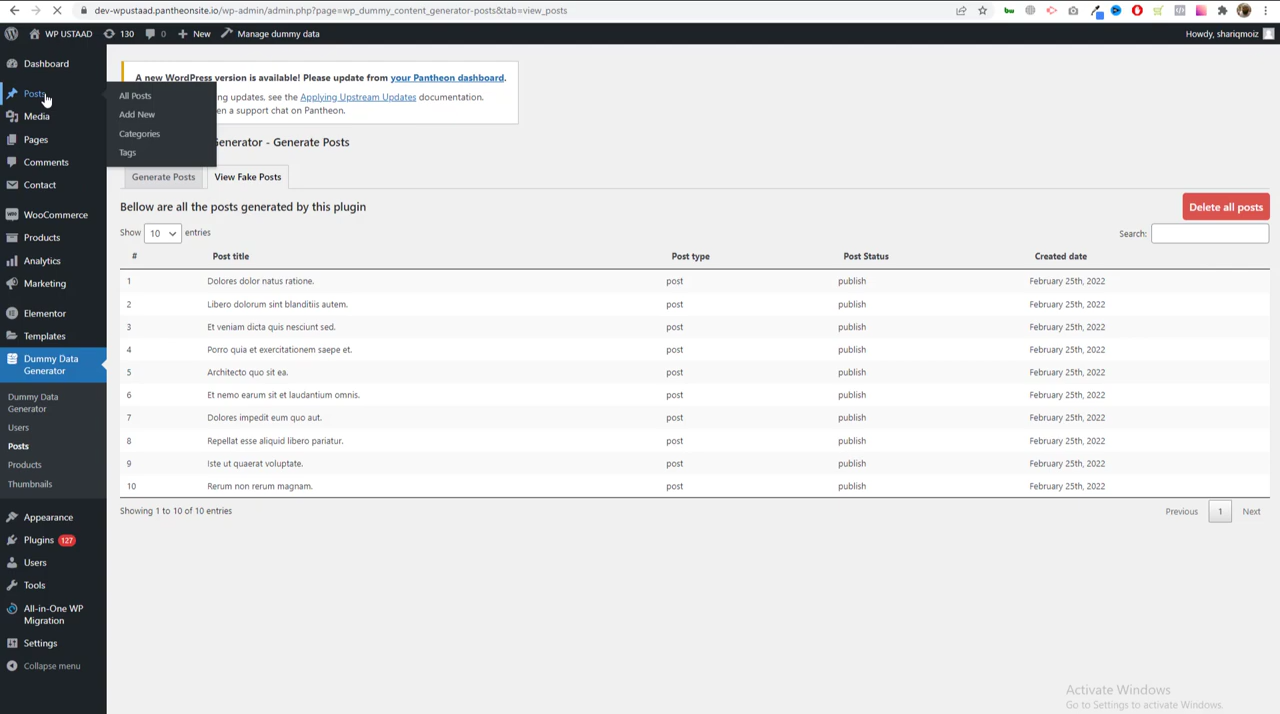 dev-wpustaad.pantheonsite.io/wp-admin/admin.php?page=wp_dummy_content_generator-posts&tab=view_posts
WP USTAAD 130 0 New Manage dummy data Howdy, shariqmoiz
Dashboard
Posts
Media
Pages
Comments
Contact
WooCommerce
Products
Analytics
Marketing
Elementor
Templates
Dummy Data
Generator
Dummy Data
Generator
Users
Posts
Products
Thumbnails
Appearance
Plugins 127
Users
Tools
All-in-One WP
Migration
Settings
Collapse menu
All Posts
Add New
Categories
Tags
A new WordPress version is available! Please update from your Pantheon dashboard.
ng updates, see the Applying Upstream Updates documentation.
en a support chat on Pantheon.
Generator - Generate Posts
Generate Posts View Fake Posts
Bellow are all the posts generated by this plugin Delete all posts
Show 10 entries Search:
# Post title Post type Post Status Created date
1 Dolores dolor natus ratione. post publish February 25th, 2022
2 Libero dolorum sint blanditiis autem. post publish February 25th, 2022
3 Et veniam dicta quis nesciunt sed. post publish February 25th, 2022
4 Porro quia et exercitationem saepe et. post publish February 25th, 2022
5 Architecto quo sit ea. post publish February 25th, 2022
6 Et nemo earum sit et laudantium omnis. post publish February 25th, 2022
7 Dolores impedit eum quo aut. post publish February 25th, 2022
8 Repellat esse aliquid libero pariatur. post publish February 25th, 2022
9 Iste ut quaerat voluptate. post publish February 25th, 2022
10 Rerum non rerum magnam. post publish February 25th, 2022
Showing 1 to 10 of 10 entries Previous 1 Next
Activate Windows
Go to Settings to activate Windows.